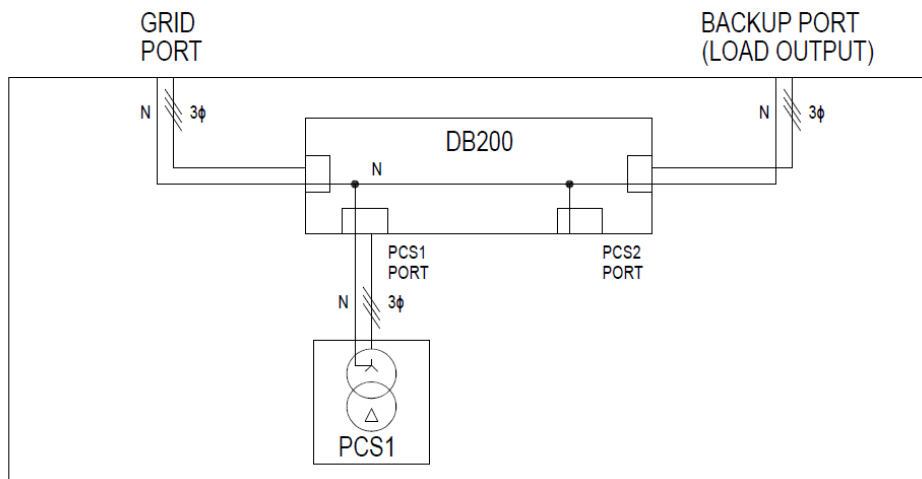 GRID
PORT
BACKUP PORT
(LOAD OUTPUT)
N
3ϕ
N
3ϕ
DB200
N
PCS1
PORT
PCS2
PORT
N
3ϕ
PCS1